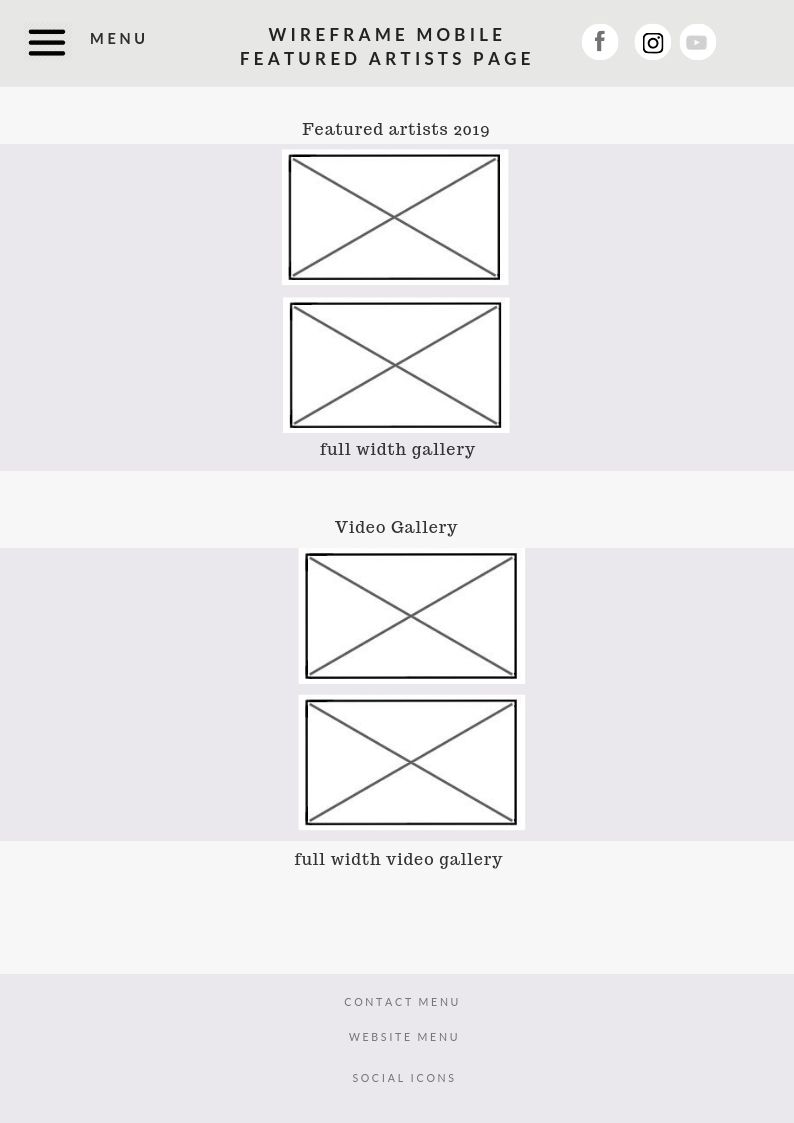 MENU
WIREFRAME MOBILE
FEATURED ARTISTS PAGE
Featured artists 2019
full width gallery
Video Gallery
full width video gallery
CONTACT MENU
WEBSITE MENU
SOCIAL ICONS